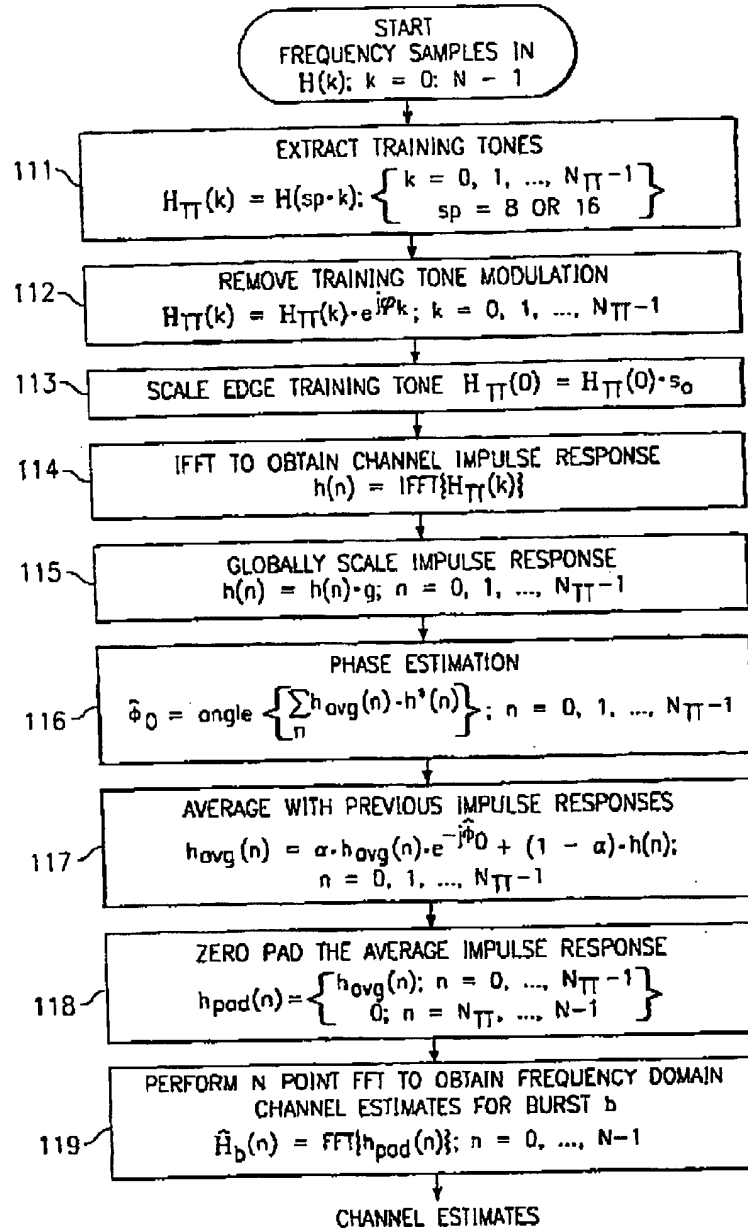 START
FREQUENCY SAMPLES IN
H(k); k = 0: N - 1
111
EXTRACT TRAINING TONES
H_TT(k) = H(sp·k); { k = 0, 1, ..., N_TT-1
sp = 8 OR 16 }
112
REMOVE TRAINING TONE MODULATION
H_TT(k) = H_TT(k)·e^{jφ_k}; k = 0, 1, ..., N_TT-1
113
SCALE EDGE TRAINING TONE H_TT(0) = H_TT(0)·s_o
114
IFFT TO OBTAIN CHANNEL IMPULSE RESPONSE
h(n) = IFFT{H_TT(k)}
115
GLOBALLY SCALE IMPULSE RESPONSE
h(n) = h(n)·g; n = 0, 1, ..., N_TT-1
116
PHASE ESTIMATION
ϕ̂_0 = angle { ∑_n h_avg(n)·h*(n) }; n = 0, 1, ..., N_TT-1
117
AVERAGE WITH PREVIOUS IMPULSE RESPONSES
h_avg(n) = α·h_avg(n)·e^{-jϕ̂_0} + (1 - α)·h(n);
n = 0, 1, ..., N_TT-1
118
ZERO PAD THE AVERAGE IMPULSE RESPONSE
h_pad(n) = { h_avg(n); n = 0, ..., N_TT-1
0; n = N_TT, ..., N-1 }
119
PERFORM N POINT FFT TO OBTAIN FREQUENCY DOMAIN
CHANNEL ESTIMATES FOR BURST b
Ĥ_b(n) = FFT{h_pad(n)}; n = 0, ..., N-1
CHANNEL ESTIMATES